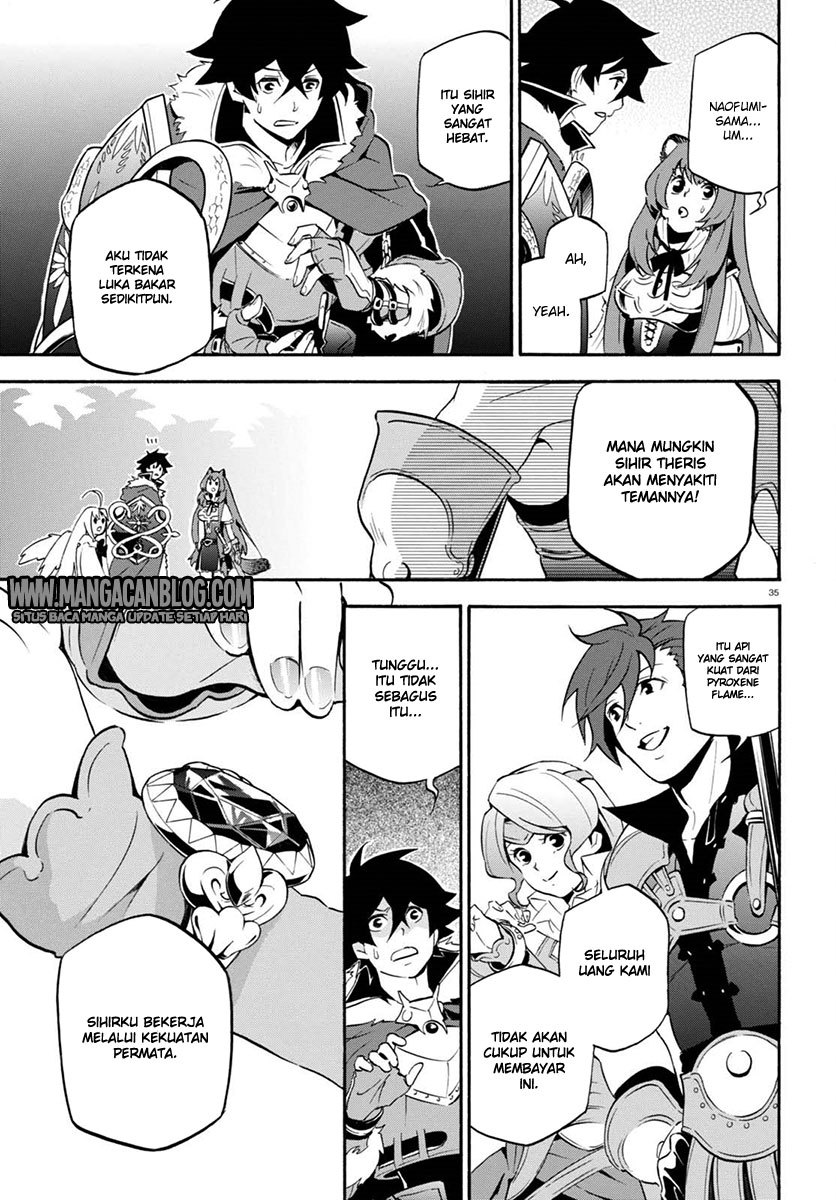 NAOFUMI-
SAMA...
UM...
AH,
YEAH.
ITU SIHIR
YANG
SANGAT
HEBAT.
AKU TIDAK
TERKENA
LUKA BAKAR
SEDIKITPUN.
MANA MUNGKIN
SIHIR THERIS
AKAN MENYAKITI
TEMANNYA!
WWW.MANGACANBLOG.COM
SITUS BACA MANGA UPDATE SETIAP HARI
35
ITU API
YANG SANGAT
KUAT DARI
PYROXENE
FLAME...
SELURUH
UANG KAMI
TIDAK AKAN
CUKUP UNTUK
MEMBAYAR
INI.
TUNGGU...
ITU TIDAK
SEBAGUS
ITU...
SIHIRKU BEKERJA
MELALUI KEKUATAN
PERMATA.